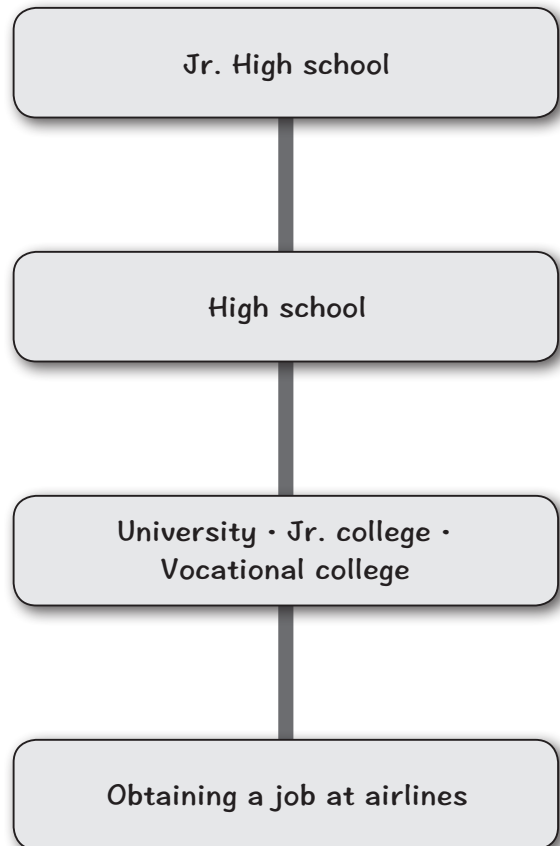 Jr. High school
High school
University · Jr. college ·
Vocational college
Obtaining a job at airlines